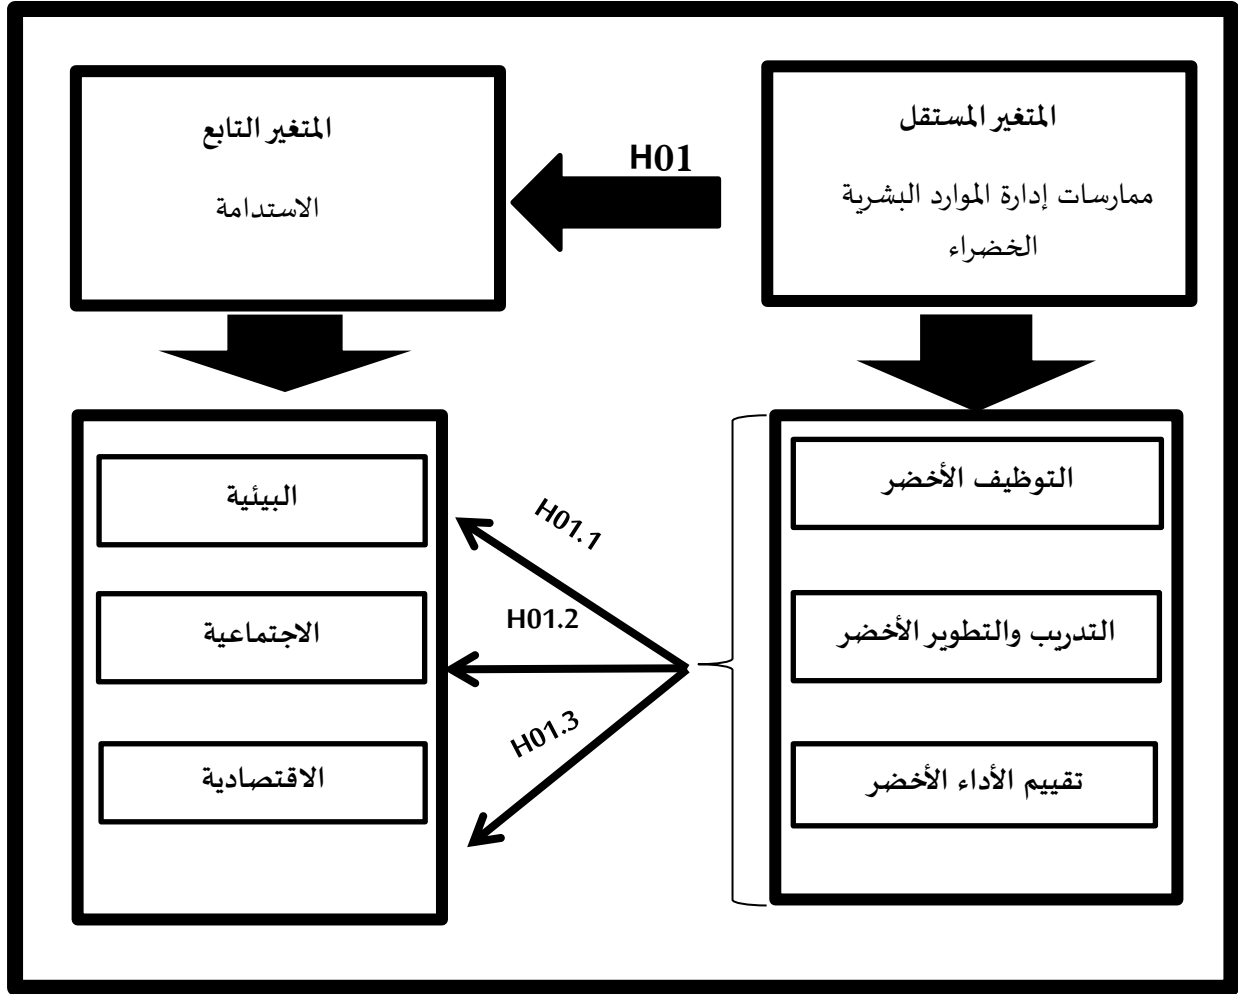 المتغير المستقل
ممارسات إدارة الموارد البشرية
الخضراء
H01
المتغير التابع
الاستدامة
التوظيف الأخضر
التدريب والتطوير الأخضر
تقييم الأداء الأخضر
H01.1
H01.2
H01.3
البيئية
الاجتماعية
الاقتصادية